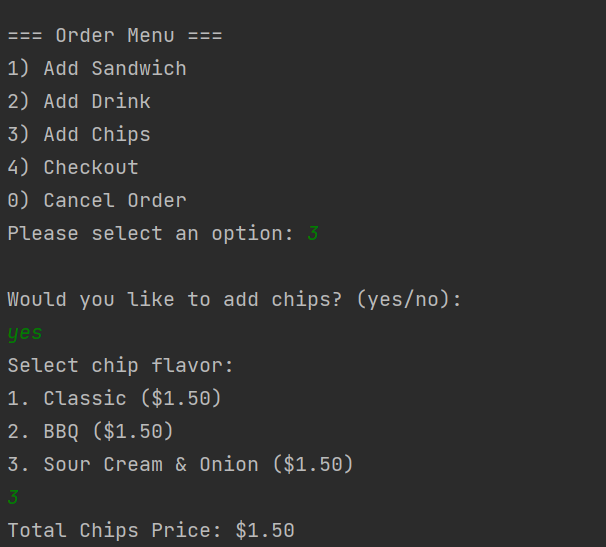 === Order Menu ===
1) Add Sandwich
2) Add Drink
3) Add Chips
4) Checkout
0) Cancel Order
Please select an option: 3
Would you like to add chips? (yes/no):
yes
Select chip flavor:
1. Classic ($1.50)
2. BBQ ($1.50)
3. Sour Cream & Onion ($1.50)
3
Total Chips Price: $1.50